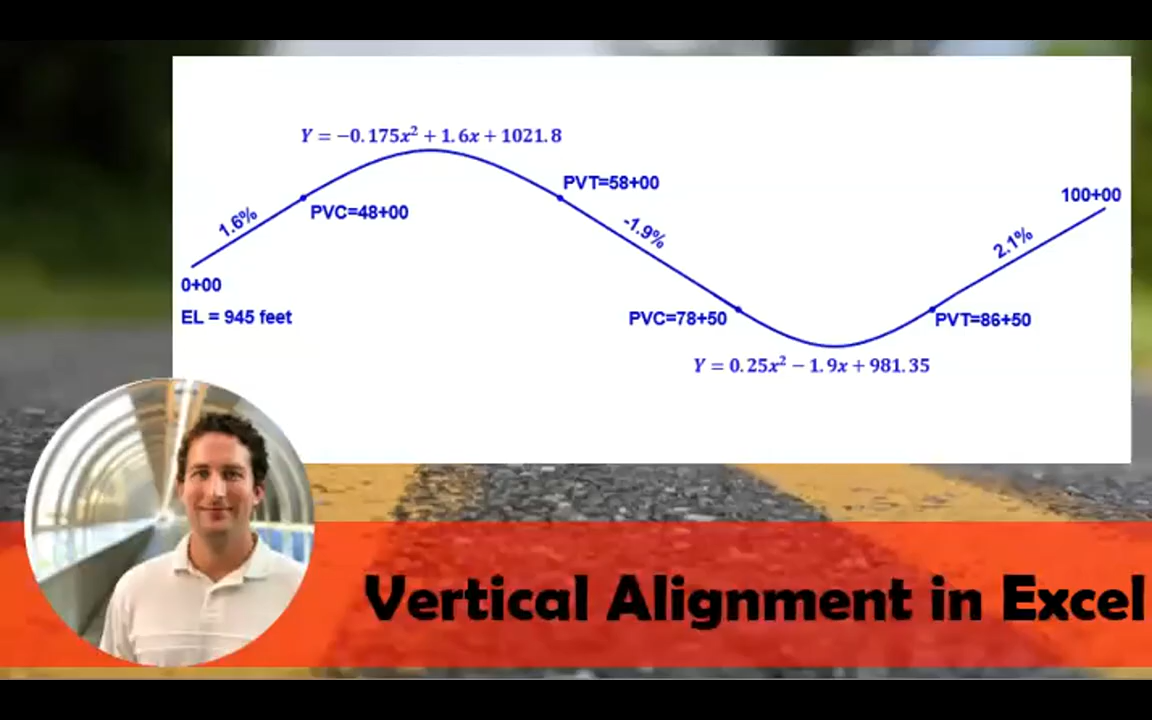 Y = −0.175x² + 1.6x + 1021.8
PVT=58+00
100+00
1.6%
PVC=48+00
-1.9%
2.1%
0+00
EL = 945 feet
PVC=78+50
PVT=86+50
Y = 0.25x² − 1.9x + 981.35
Vertical Alignment in Excel